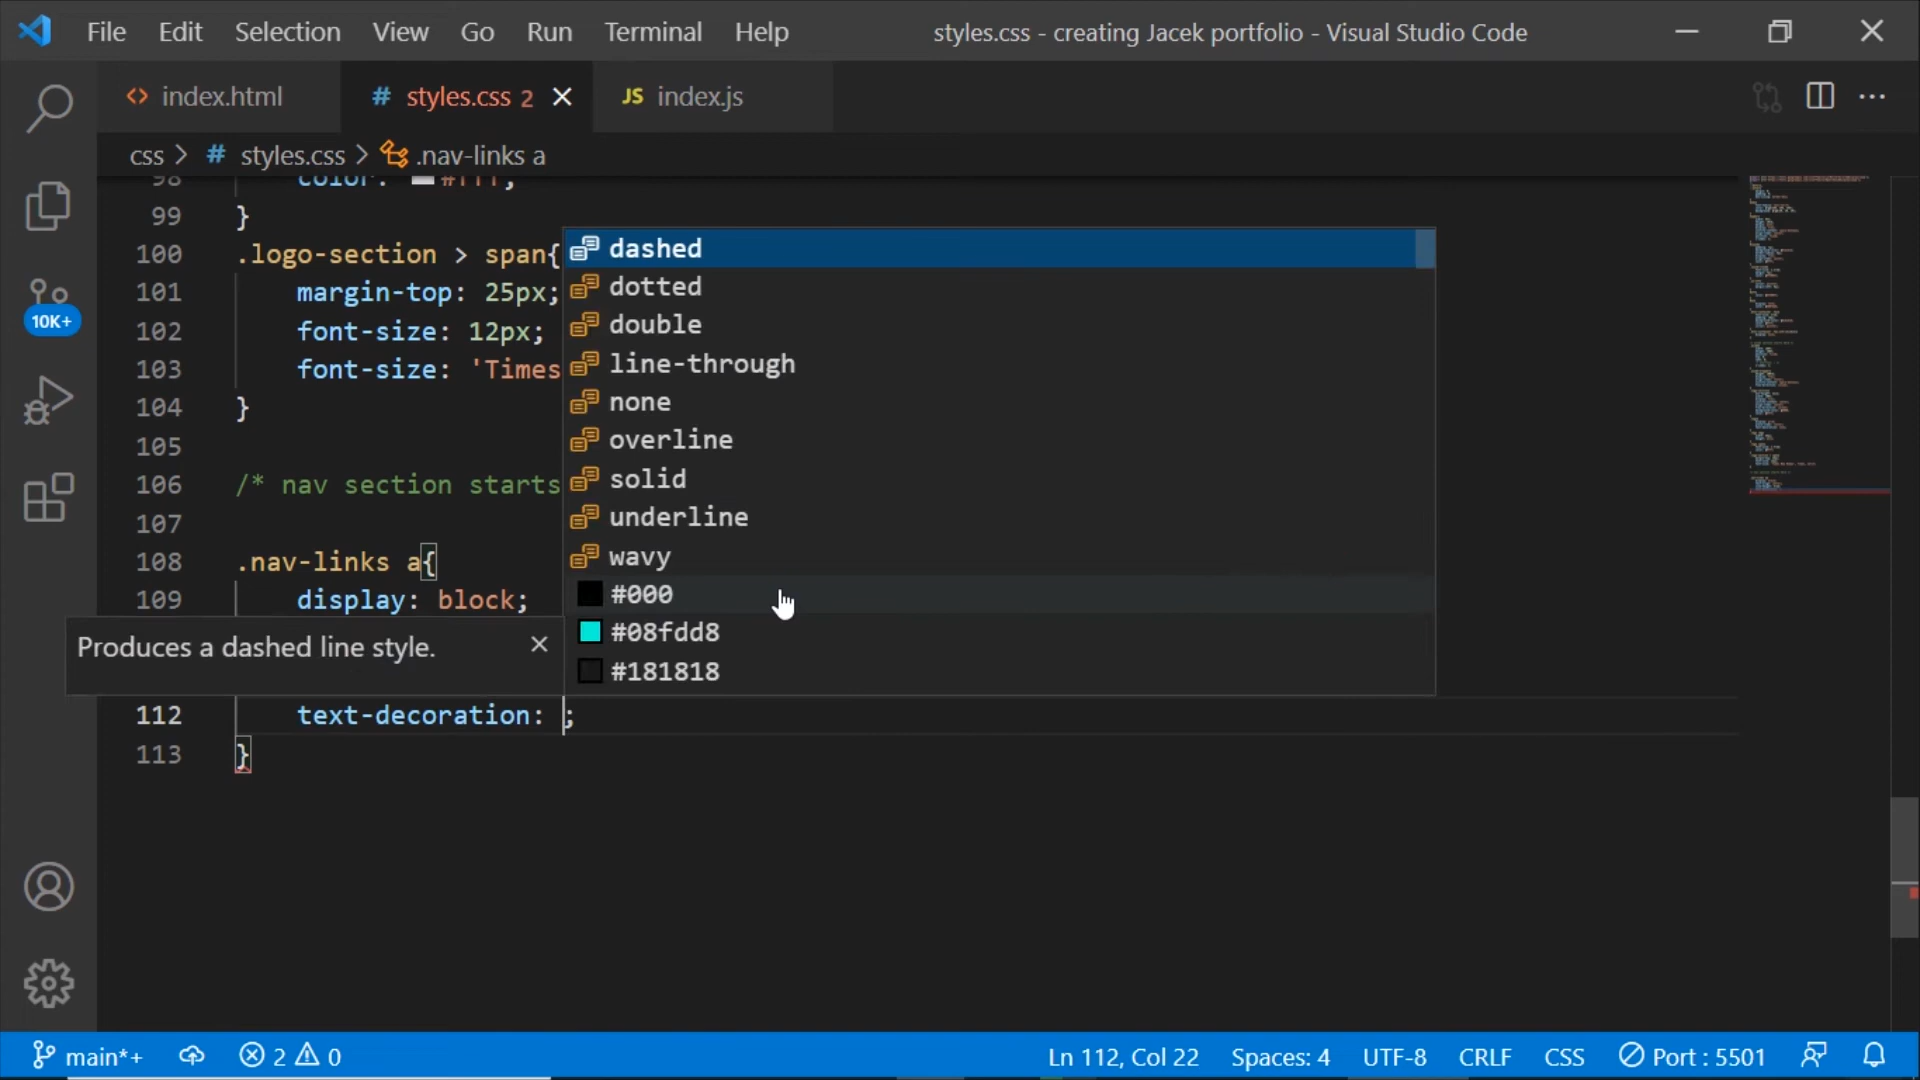 File Edit Selection View Go Run Terminal Help styles.css - creating Jacek portfolio - Visual Studio Code
index.html styles.css 2 JS index.js
css > # styles.css > .nav-links a
98 color: #fff;
99 }
100 .logo-section > span{
101 margin-top: 25px;
102 font-size: 12px;
103 font-size: 'Times
104 }
105
106 /* nav section starts
107
108 .nav-links a{
109 display: block;
dashed
dotted
double
line-through
none
overline
solid
underline
wavy
#000
#08fdd8
#181818
Produces a dashed line style.
112 text-decoration: ;
113 }
10K+
main*+ 2 0 Ln 112, Col 22 Spaces: 4 UTF-8 CRLF CSS Port : 5501